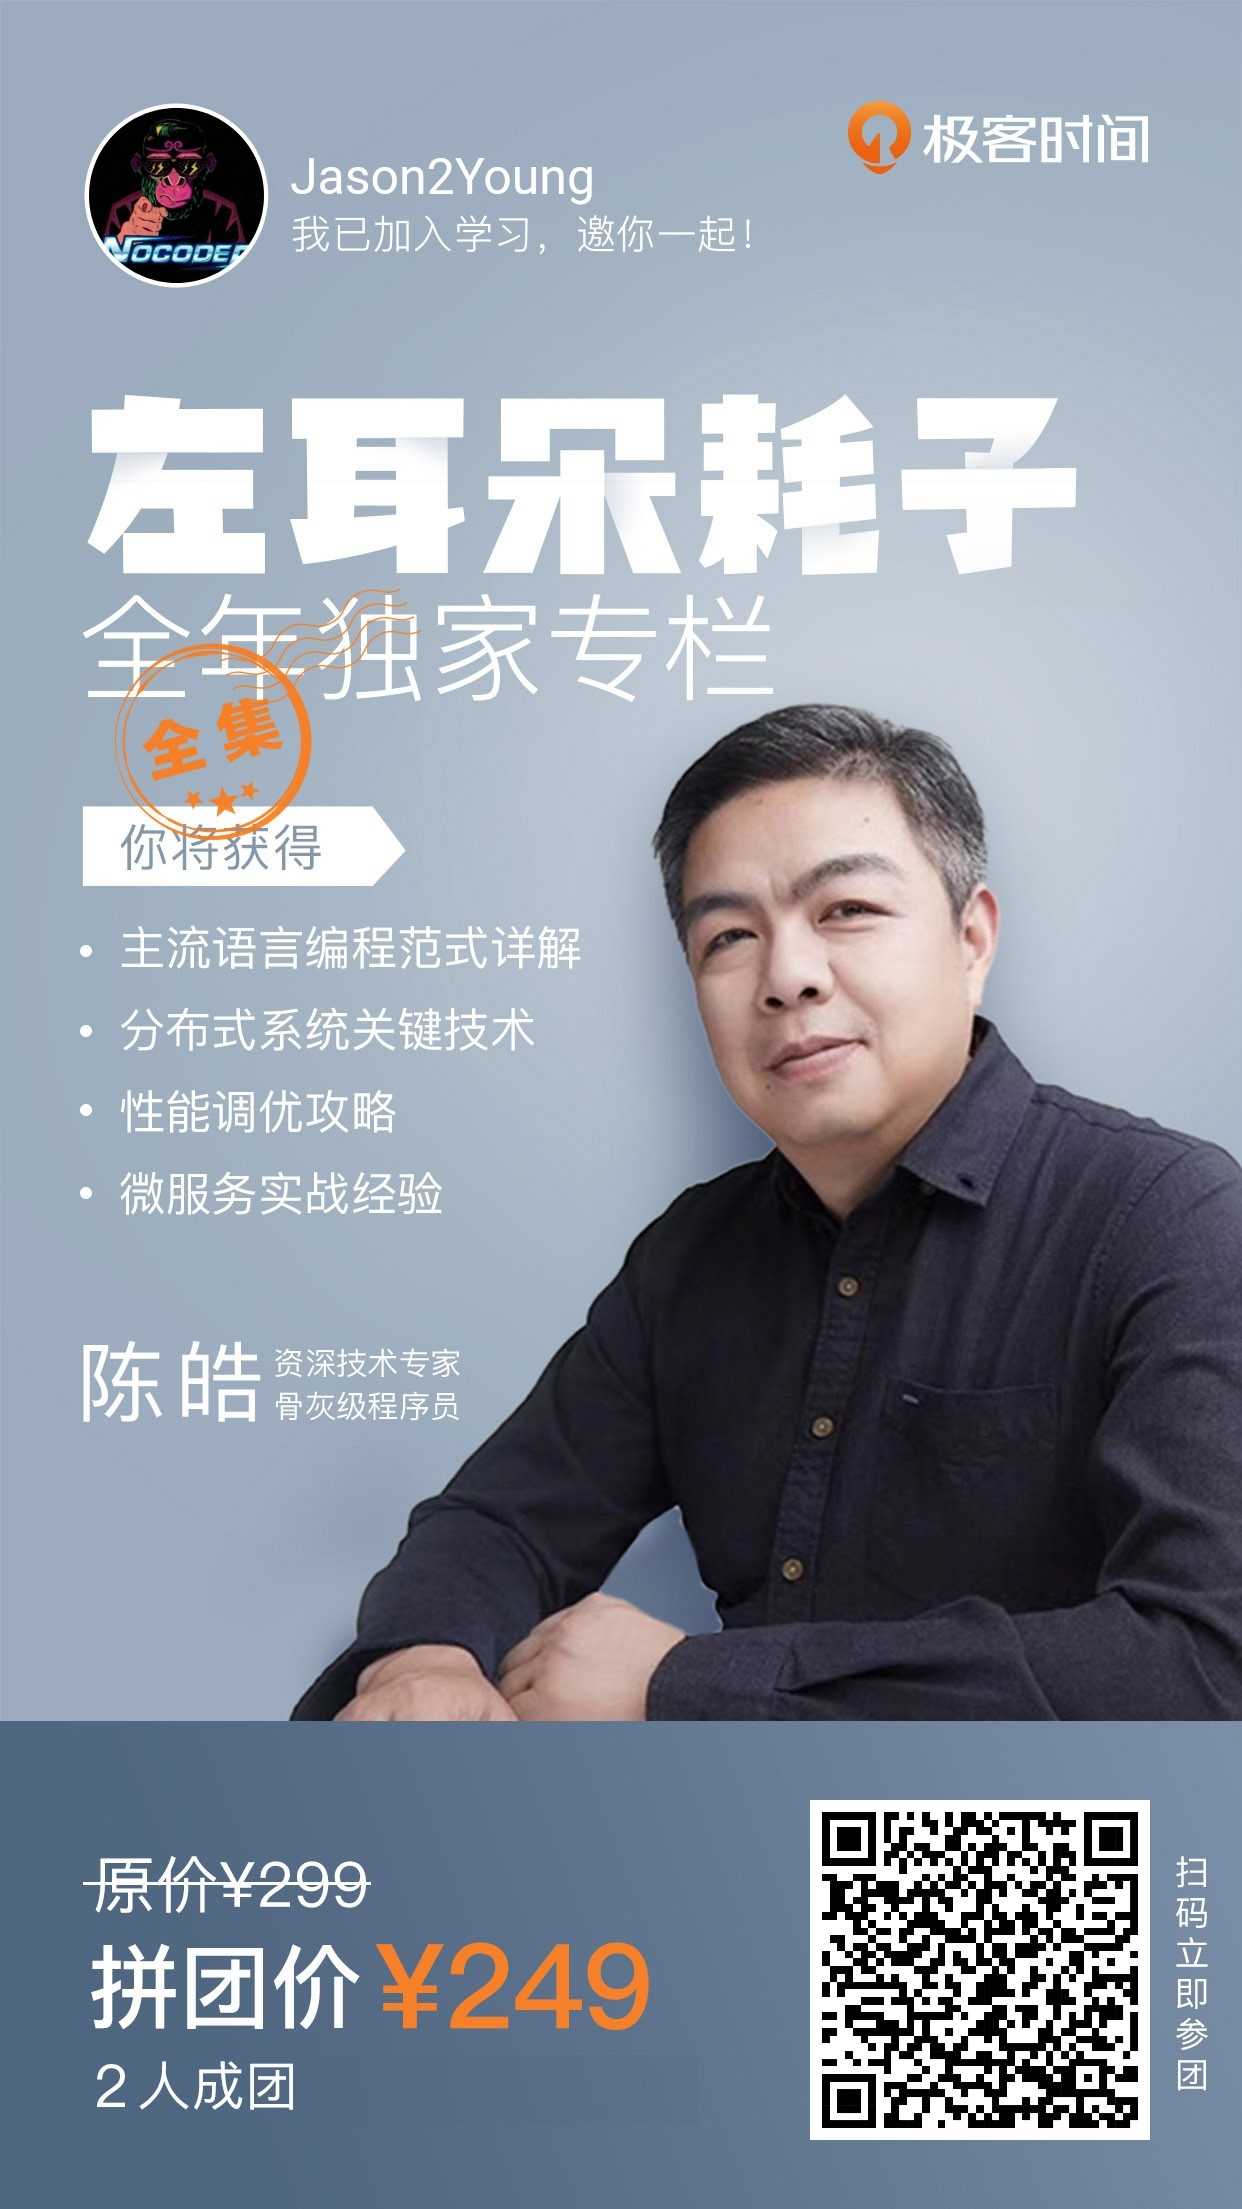 极客时间
Jason2Young
我已加入学习，邀你一起！
NOCODER
左耳朵耗子
全年独家专栏
全集
你将获得
• 主流语言编程范式详解
• 分布式系统关键技术
• 性能调优攻略
• 微服务实战经验
陈皓
资深技术专家
骨灰级程序员
原价¥299
拼团价¥249
2人成团
扫码立即参团